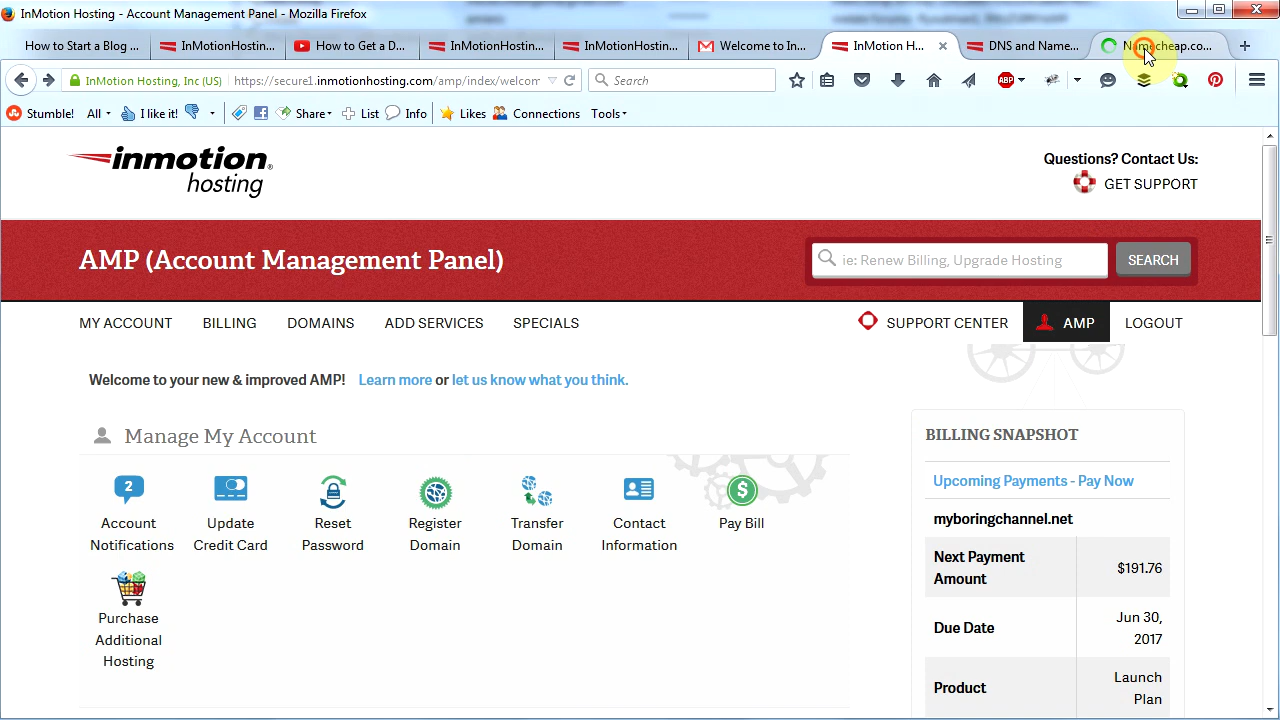 InMotion Hosting - Account Management Panel - Mozilla Firefox
How to Start a Blog ...
InMotionHosting...
How to Get a D...
InMotionHostin...
InMotionHostin...
Welcome to In...
InMotion H...
DNS and Name...
Namecheap.co...
InMotion Hosting, Inc (US)
https://secure1.inmotionhosting.com/amp/index/welcom
Search
ABP
Stumble!
All
I like it!
Share
List
Info
Likes
Connections
Tools
inmotion
hosting
Questions? Contact Us:
GET SUPPORT
AMP (Account Management Panel)
ie: Renew Billing, Upgrade Hosting
SEARCH
MY ACCOUNT
BILLING
DOMAINS
ADD SERVICES
SPECIALS
SUPPORT CENTER
AMP
LOGOUT
Welcome to your new & improved AMP! Learn more or let us know what you think.
Manage My Account
2
Account
Notifications
Update
Credit Card
Reset
Password
Register
Domain
Transfer
Domain
Contact
Information
Pay Bill
Purchase
Additional
Hosting
BILLING SNAPSHOT
Upcoming Payments - Pay Now
myboringchannel.net
Next Payment
Amount
$191.76
Due Date
Jun 30,
2017
Product
Launch
Plan